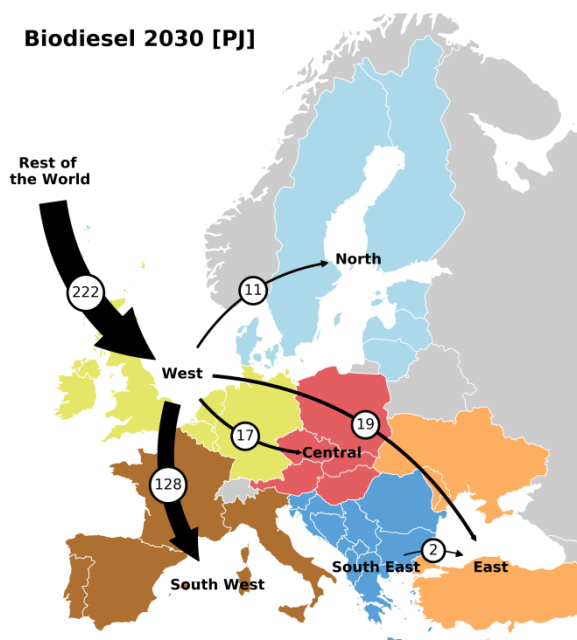 Biodiesel 2030 [PJ]
Rest of
the World
North
11
222
West
19
17
Central
128
2
South East
East
South West